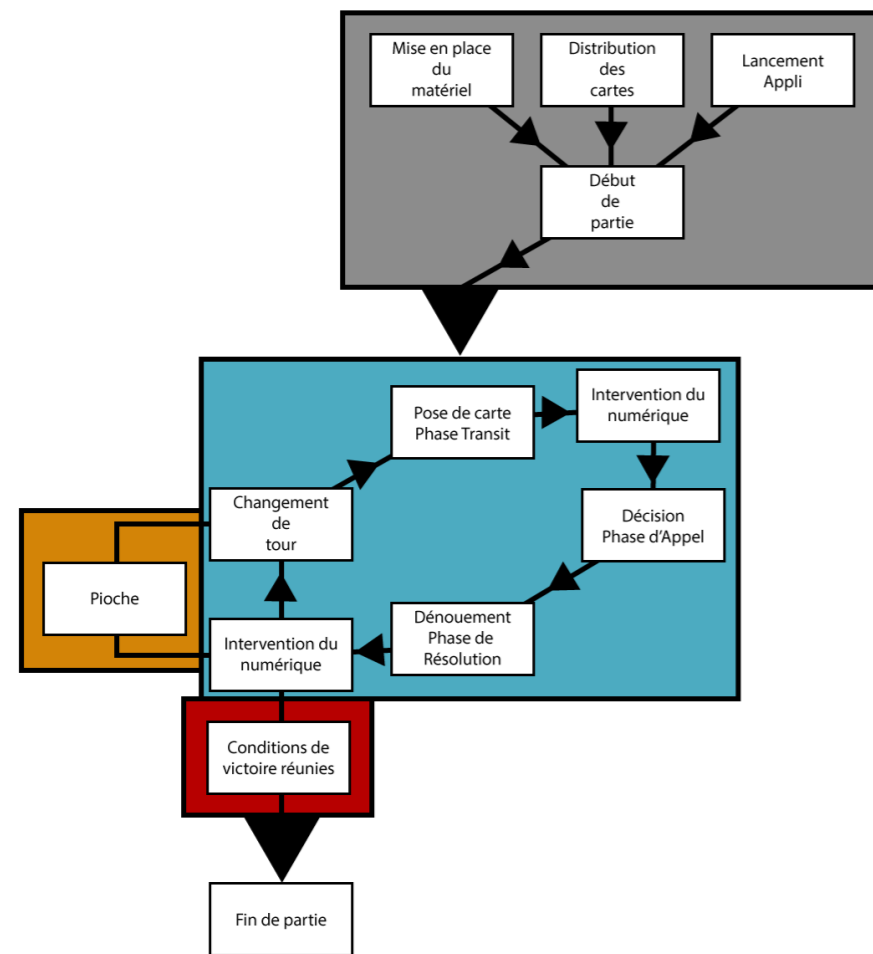 Mise en place
du
matériel
Distribution
des
cartes
Lancement
Appli
Début
de
partie
Pose de carte
Phase Transit
Intervention du
numérique
Changement
de
tour
Décision
Phase d'Appel
Pioche
Dénouement
Phase de
Résolution
Intervention du
numérique
Conditions de
victoire réunies
Fin de partie